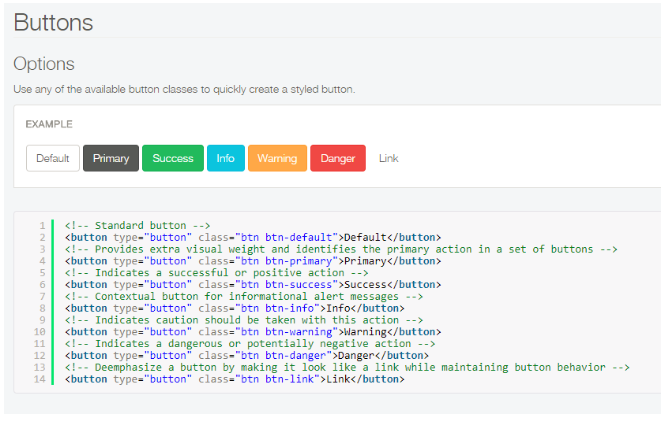 Buttons
Options
Use any of the available button classes to quickly create a styled button.
EXAMPLE
Default Primary Success Info Warning Danger Link
1 <!-- Standard button -->
2 <button type="button" class="btn btn-default">Default</button>
3 <!-- Provides extra visual weight and identifies the primary action in a set of buttons -->
4 <button type="button" class="btn btn-primary">Primary</button>
5 <!-- Indicates a successful or positive action -->
6 <button type="button" class="btn btn-success">Success</button>
7 <!-- Contextual button for informational alert messages -->
8 <button type="button" class="btn btn-info">Info</button>
9 <!-- Indicates caution should be taken with this action -->
10 <button type="button" class="btn btn-warning">Warning</button>
11 <!-- Indicates a dangerous or potentially negative action -->
12 <button type="button" class="btn btn-danger">Danger</button>
13 <!-- Deemphasize a button by making it look like a link while maintaining button behavior -->
14 <button type="button" class="btn btn-link">Link</button>